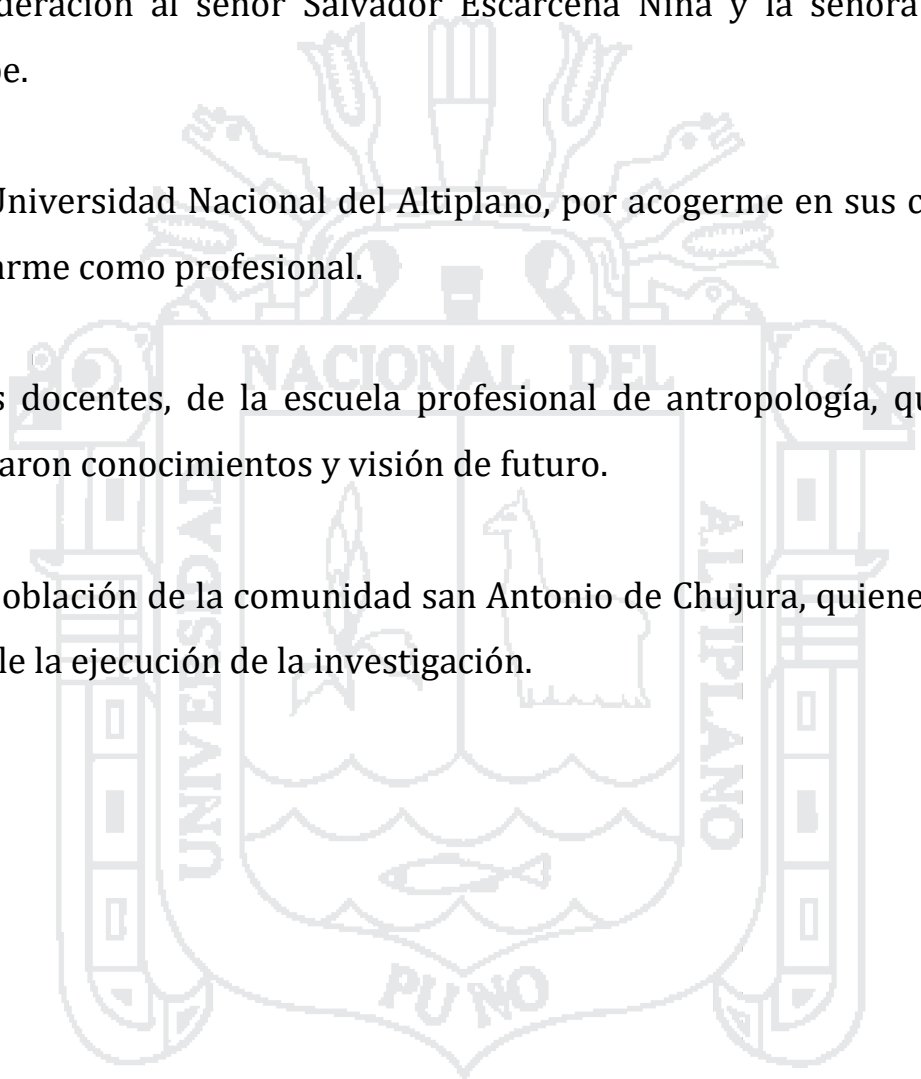 deración al señor Salvador Escarcena Nina y la señora
pe.
Universidad Nacional del Altiplano, por acogerme en sus c
arme como profesional.
s docentes, de la escuela profesional de antropología, qu
aron conocimientos y visión de futuro.
oblación de la comunidad san Antonio de Chujura, quiene
le la ejecución de la investigación.
NACIONAL DEL
UNIVERSIDAD
ALTIPLANO
PUNO